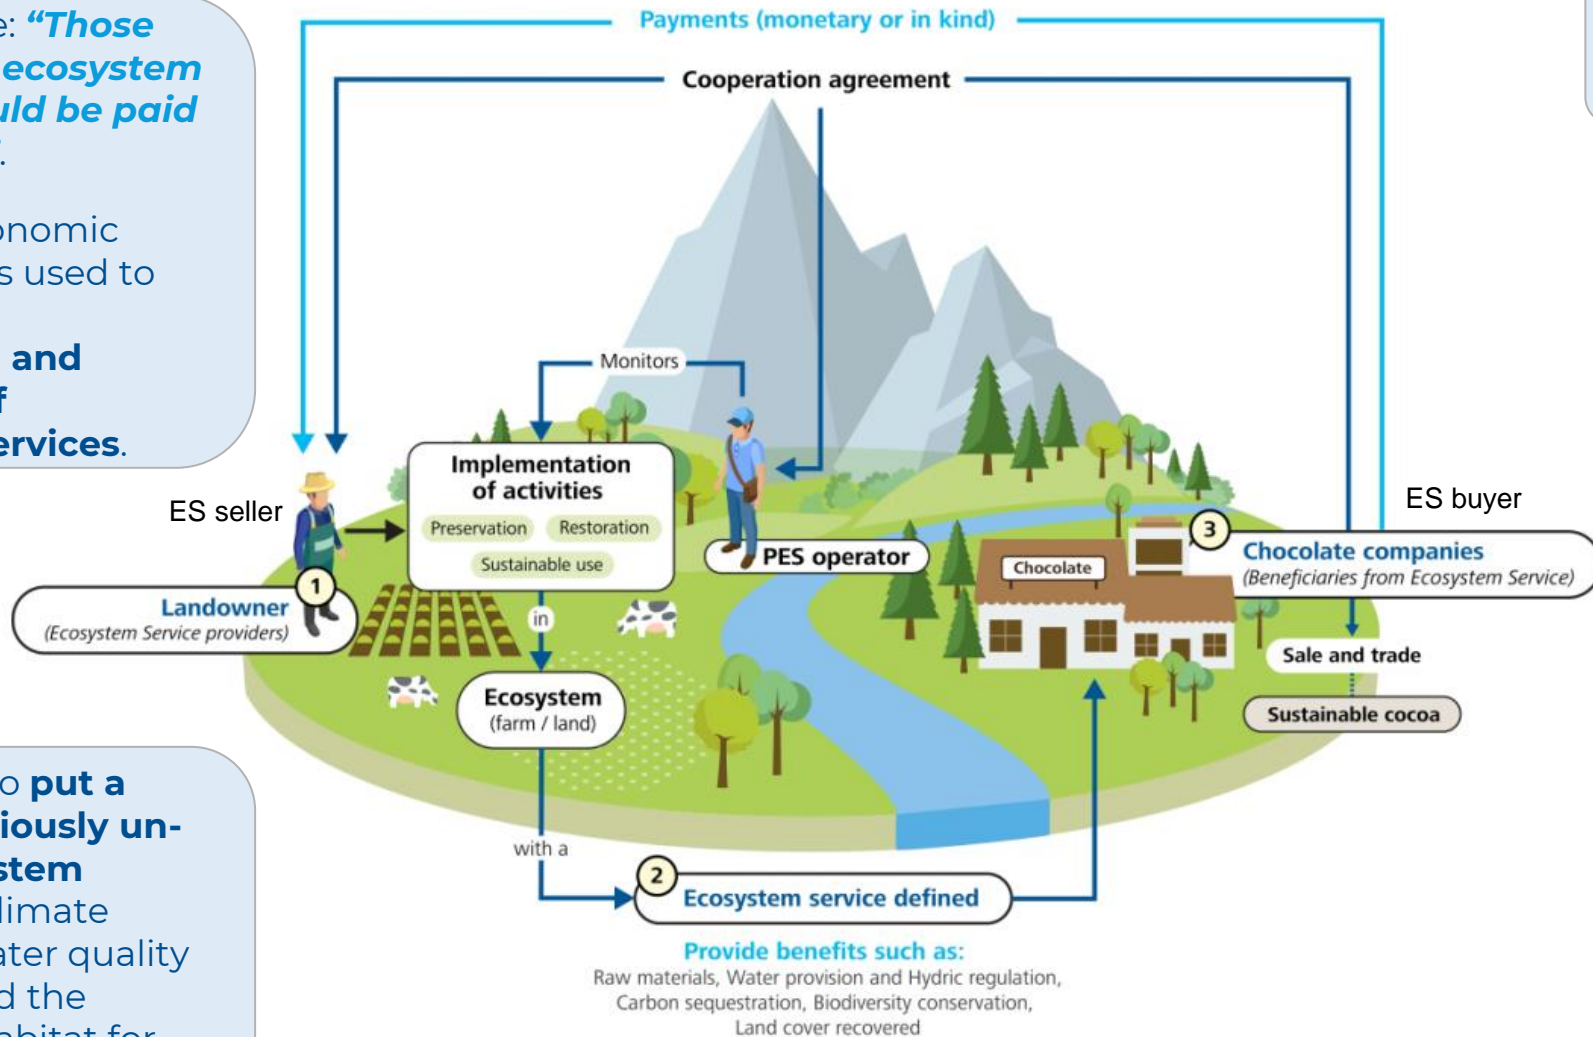 e: “Those
ecosystem
uld be paid
”.
onomic
s used to
and
f
ervices.
Payments (monetary or in kind)
Cooperation agreement
Monitors
Implementation
of activities
Preservation Restoration
Sustainable use
ES seller
1
Landowner
(Ecosystem Service providers)
PES operator
ES buyer
3
Chocolate companies
(Beneficiaries from Ecosystem Service)
Chocolate
in
Sale and trade
Sustainable cocoa
Ecosystem
(farm / land)
with a
2
Ecosystem service defined
Provide benefits such as:
Raw materials, Water provision and Hydric regulation,
Carbon sequestration, Biodiversity conservation,
Land cover recovered
o put a
iously un-
stem
limate
ater quality
d the
abitat for